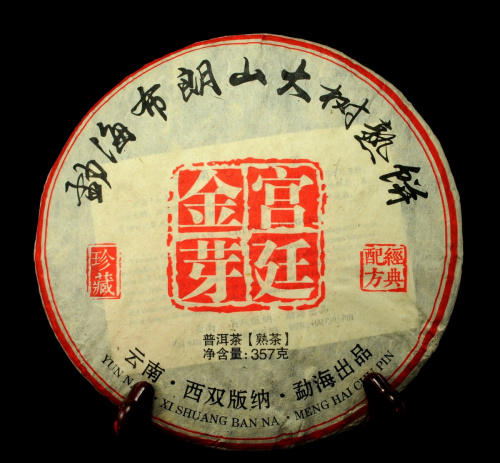 勐海布朗山大树熟饼
宫廷
金芽
珍藏
經典
配方
普洱茶【熟茶】
净含量:357克
云南·西双版纳·勐海出品
YUN NAN · XI SHUANG BAN NA · MENG HAI CHU PIN